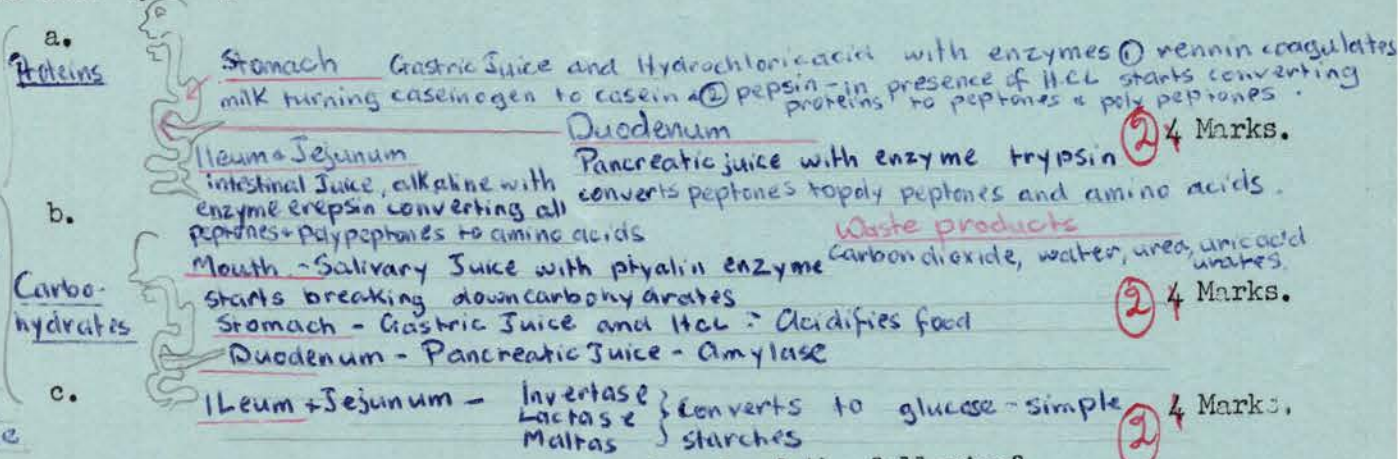 a.
Proteins
Stomach Gastric Juice and Hydrochloric acid with enzymes ① rennin coagulates
milk turning caseinogen to casein & ② pepsin - in presence of H.CL starts converting
proteins to peptones & poly peptones.
Duodenum
② 4 Marks.
Ileum & Jejunum
Pancreatic juice with enzyme trypsin
intestinal Juice, alkaline with
converts peptones to poly peptones and amino acids.
enzyme erepsin converting all
b.
peptones + polypeptones to amino acids
Waste products
Carbon dioxide, water, urea, uric acid
urates.
Mouth - Salivary Juice with ptyalin enzyme
Carbo-
hydrates
starts breaking down carbohydrates
② 4 Marks.
Stomach - Gastric Juice and HCL : Acidifies food
Duodenum - Pancreatic Juice - Amylase
c.
ILeum + Jejunum - Invertase
Lactase
Maltas
} Converts to glucose - simple
starches
② 4 Marks.
e